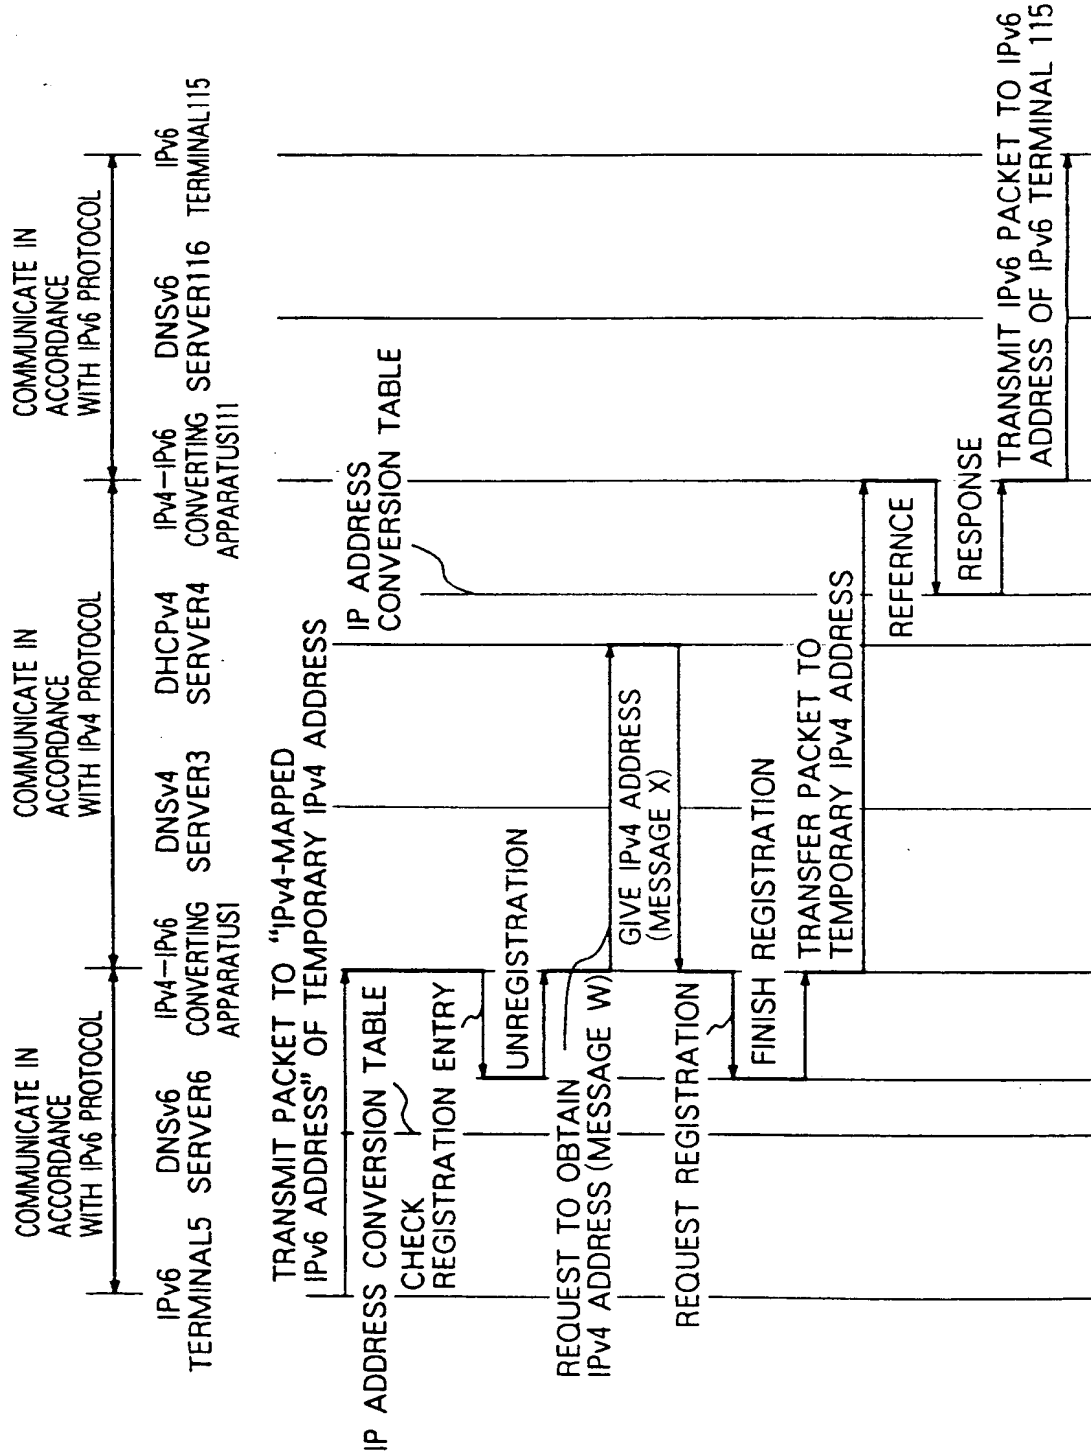 COMMUNICATE IN
ACCORDANCE
WITH IPv6 PROTOCOL
COMMUNICATE IN
ACCORDANCE
WITH IPv4 PROTOCOL
COMMUNICATE IN
ACCORDANCE
WITH IPv6 PROTOCOL
IPv6
TERMINAL5
DNSv6
SERVER6
IPv4-IPv6
CONVERTING
APPARATUS1
DNSv4
SERVER3
DHCPv4
SERVER4
IPv4-IPv6
CONVERTING
APPARATUS111
DNSv6
SERVER116
IPv6
TERMINAL115
TRANSMIT PACKET TO "IPv4-MAPPED
IPv6 ADDRESS" OF TEMPORARY IPv4 ADDRESS
IP ADDRESS CONVERSION TABLE
IP ADDRESS
CONVERSION TABLE
CHECK
REGISTRATION ENTRY
UNREGISTRATION
REQUEST TO OBTAIN
IPv4 ADDRESS (MESSAGE W)
GIVE IPv4 ADDRESS
(MESSAGE X)
REQUEST REGISTRATION
FINISH REGISTRATION
TRANSFER PACKET TO
TEMPORARY IPv4 ADDRESS
REFERNCE
RESPONSE
TRANSMIT IPv6 PACKET TO IPv6
ADDRESS OF IPv6 TERMINAL 115